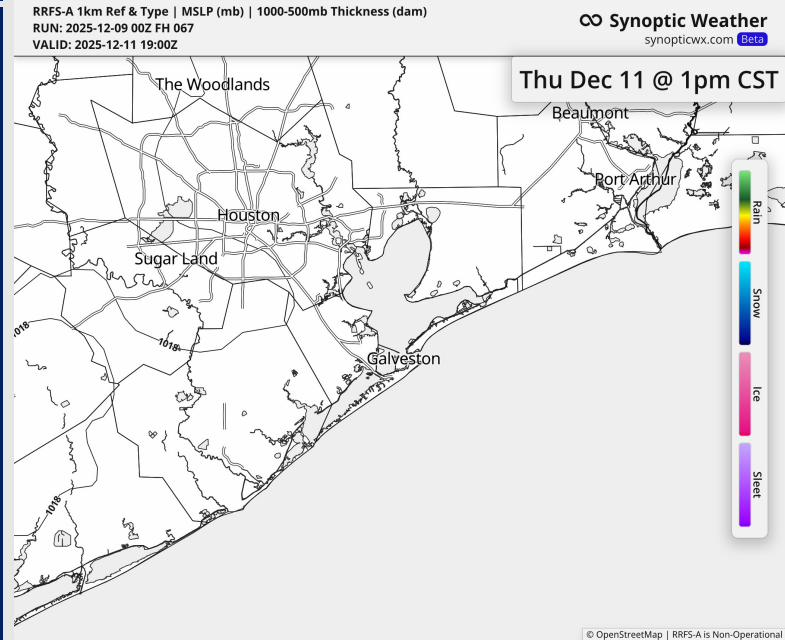 RRFS-A 1km Ref & Type | MSLP (mb) | 1000-500mb Thickness (dam)
RUN: 2025-12-09 00Z FH 067
VALID: 2025-12-11 19:00Z
Synoptic Weather
synopticwx.com Beta
Thu Dec 11 @ 1pm CST
The Woodlands
Beaumont
Port Arthur
Houston
Sugar Land
Galveston
1018
1018
1018
Rain
Snow
Ice
Sleet
© OpenStreetMap | RRFS-A is Non-Operational